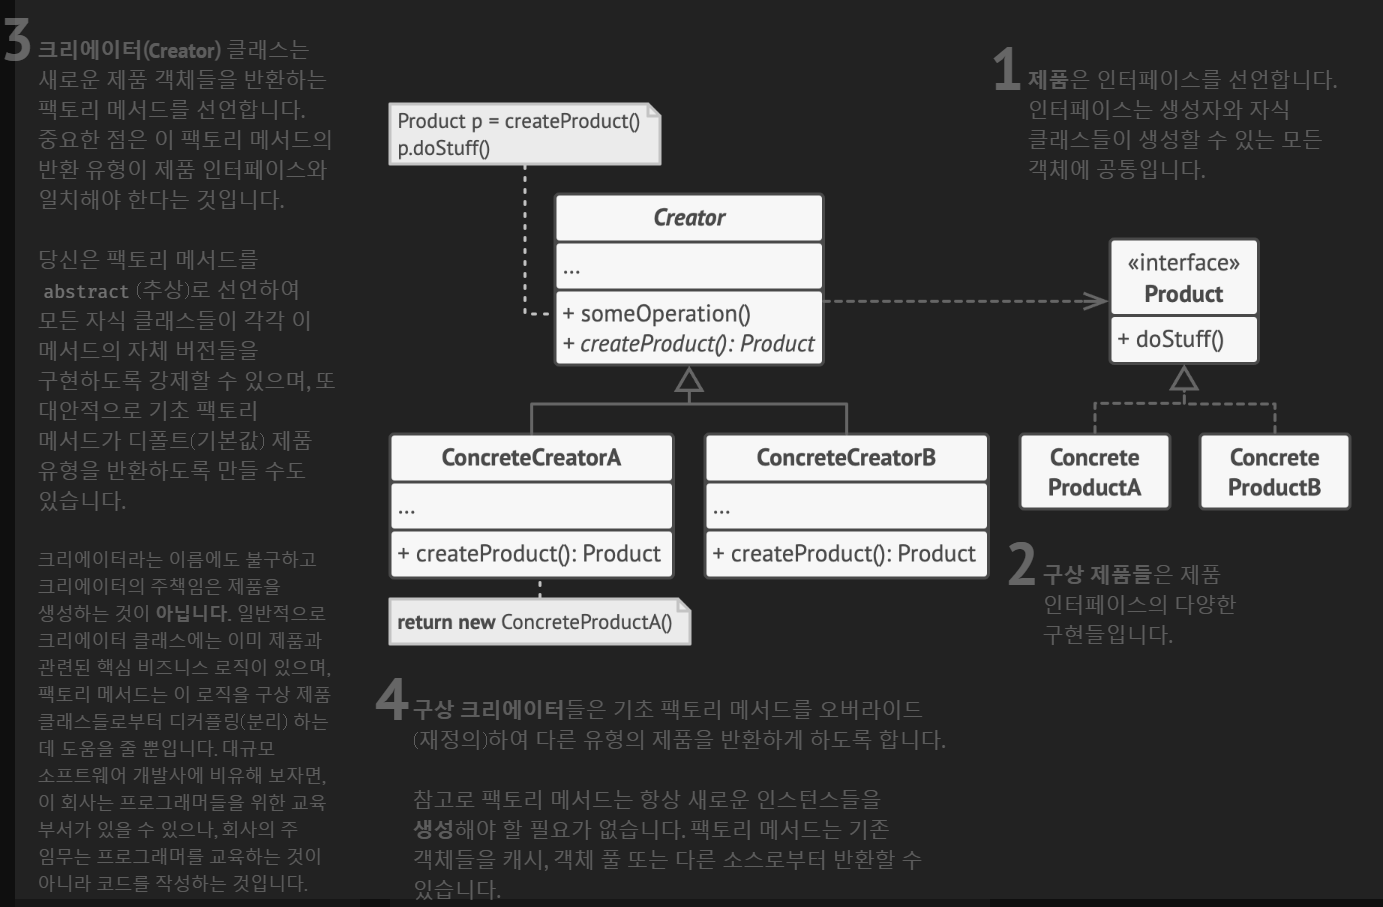 3
크리에이터(Creator) 클래스는
새로운 제품 객체들을 반환하는
팩토리 메서드를 선언합니다.
중요한 점은 이 팩토리 메서드의
반환 유형이 제품 인터페이스와
일치해야 한다는 것입니다.
당신은 팩토리 메서드를
abstract (추상)로 선언하여
모든 자식 클래스들이 각각 이
메서드의 자체 버전들을
구현하도록 강제할 수 있으며, 또
대안적으로 기초 팩토리
메서드가 디폴트(기본값) 제품
유형을 반환하도록 만들 수도
있습니다.
크리에이터라는 이름에도 불구하고
크리에이터의 주책임은 제품을
생성하는 것이 아닙니다. 일반적으로
크리에이터 클래스에는 이미 제품과
관련된 핵심 비즈니스 로직이 있으며,
팩토리 메서드는 이 로직을 구상 제품
클래스들로부터 디커플링(분리) 하는
데 도움을 줄 뿐입니다. 대규모
소프트웨어 개발사에 비유해 보자면,
이 회사는 프로그래머들을 위한 교육
부서가 있을 수 있으나, 회사의 주
임무는 프로그래머를 교육하는 것이
아니라 코드를 작성하는 것입니다.
Product p = createProduct()
p.doStuff()
Creator
...
+ someOperation()
+ createProduct(): Product
ConcreteCreatorA
...
+ createProduct(): Product
return new ConcreteProductA()
ConcreteCreatorB
...
+ createProduct(): Product
1
제품은 인터페이스를 선언합니다.
인터페이스는 생성자와 자식
클래스들이 생성할 수 있는 모든
객체에 공통입니다.
«interface»
Product
+ doStuff()
Concrete
ProductA
Concrete
ProductB
2
구상 제품들은 제품
인터페이스의 다양한
구현들입니다.
4
구상 크리에이터들은 기초 팩토리 메서드를 오버라이드
(재정의)하여 다른 유형의 제품을 반환하게 하도록 합니다.
참고로 팩토리 메서드는 항상 새로운 인스턴스들을
생성해야 할 필요가 없습니다. 팩토리 메서드는 기존
객체들을 캐시, 객체 풀 또는 다른 소스로부터 반환할 수
있습니다.